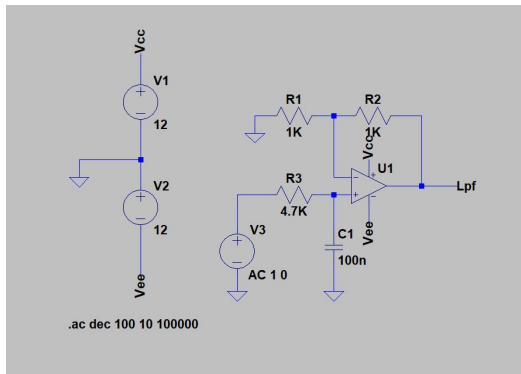 Vcc
V1
12
V2
12
Vee
.ac dec 100 10 100000
R1
1K
R2
1K
Vcc
U1
Lpf
R3
4.7K
Vee
V3
AC 1 0
C1
100n